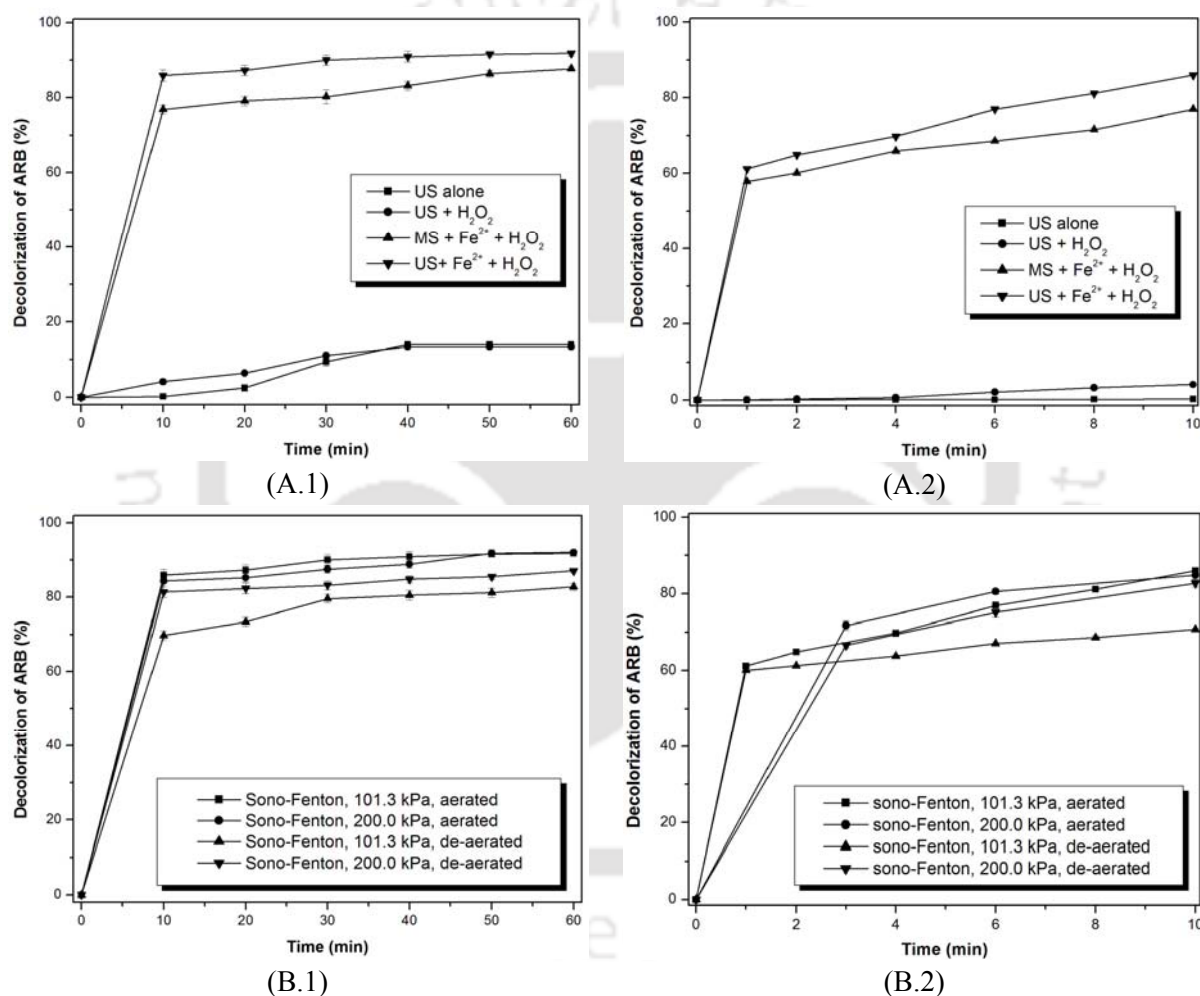 100
80
60
40
20
0
Decolorization of ARB (%)
US alone
US + H₂O₂
MS + Fe²⁺ + H₂O₂
US+ Fe²⁺ + H₂O₂
0 10 20 30 40 50 60
Time (min)
(A.1)
100
80
60
40
20
0
Decolorization of ARB (%)
US alone
US + H₂O₂
MS + Fe²⁺ + H₂O₂
US + Fe²⁺ + H₂O₂
0 2 4 6 8 10
Time (min)
(A.2)
100
80
60
40
20
0
Decolorization of ARB (%)
Sono-Fenton, 101.3 kPa, aerated
Sono-Fenton, 200.0 kPa, aerated
Sono-Fenton, 101.3 kPa, de-aerated
Sono-Fenton, 200.0 kPa, de-aerated
0 10 20 30 40 50 60
Time (min)
(B.1)
100
80
60
40
20
0
Decolorization of ARB (%)
sono-Fenton, 101.3 kPa, aerated
sono-Fenton, 200.0 kPa, aerated
sono-Fenton, 101.3 kPa, de-aerated
sono-Fenton, 200.0 kPa, de-aerated
0 2 4 6 8 10
Time (min)
(B.2)